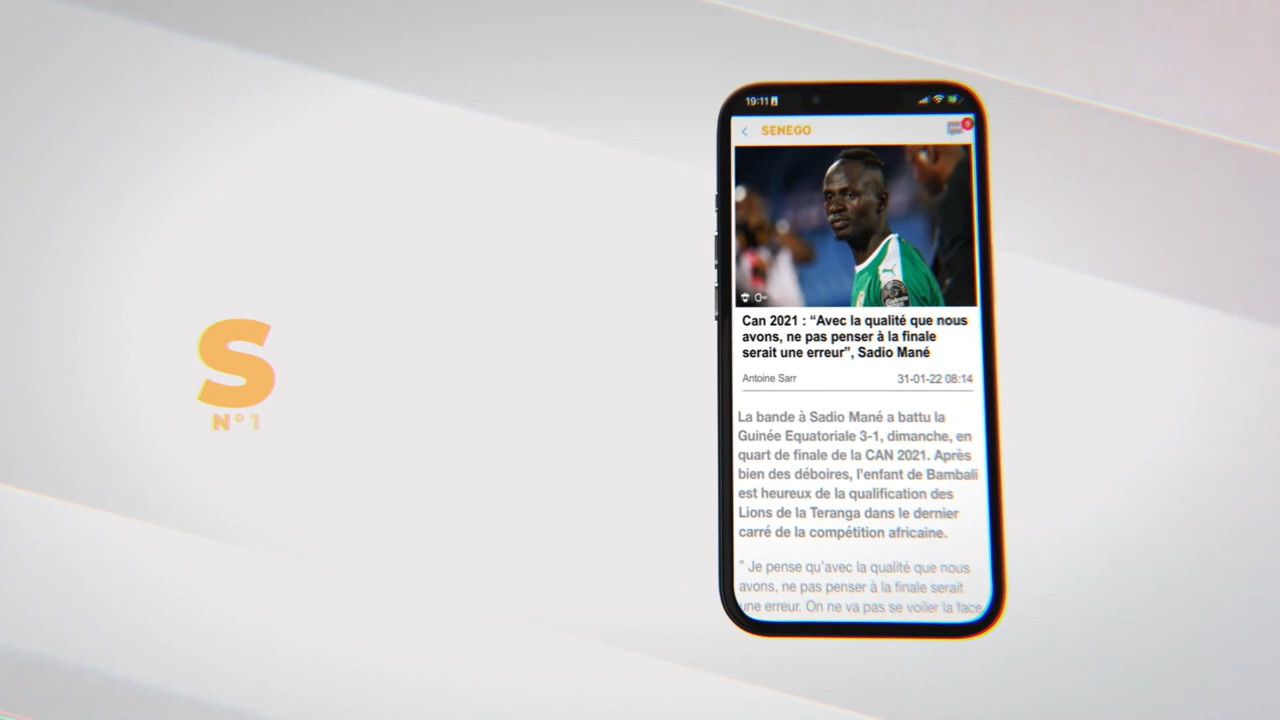 S
N°1
19:11
SENEGO
0
Can 2021 : “Avec la qualité que nous
avons, ne pas penser à la finale
serait une erreur”, Sadio Mané
Antoine Sarr 31-01-22 08:14
La bande à Sadio Mané a battu la
Guinée Equatoriale 3-1, dimanche, en
quart de finale de la CAN 2021. Après
bien des déboires, l’enfant de Bambali
est heureux de la qualification des
Lions de la Teranga dans le dernier
carré de la compétition africaine.
” Je pense qu’avec la qualité que nous
avons, ne pas penser à la finale serait
une erreur. On ne va pas se voiler la face